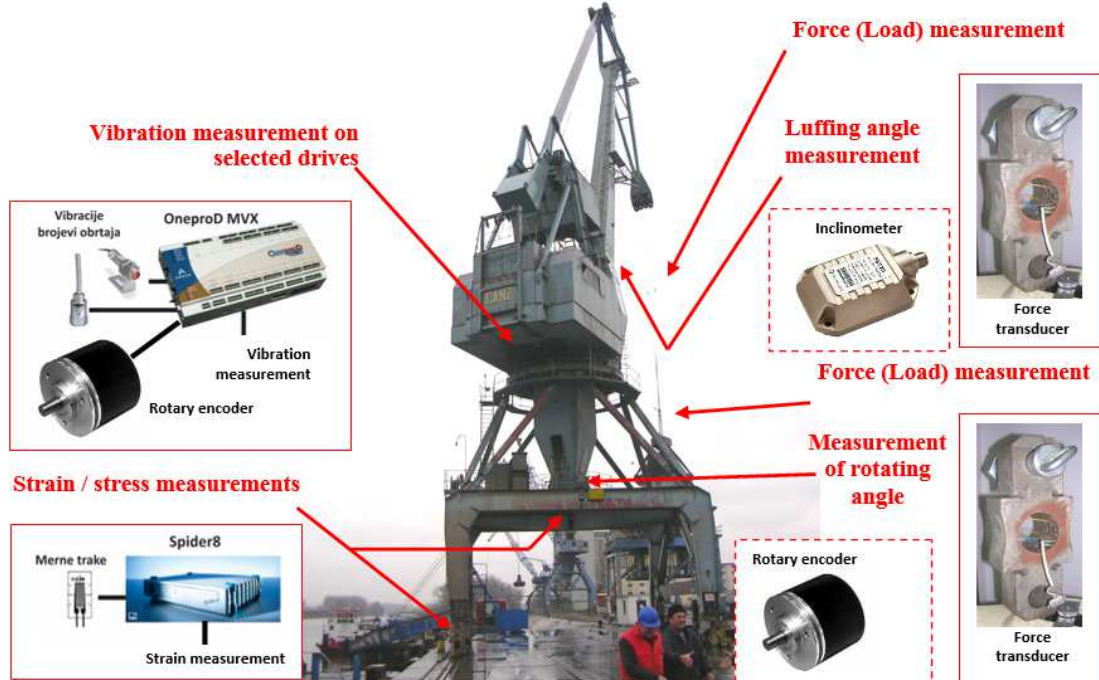 Force (Load) measurement
Vibration measurement on
selected drives
Luffing angle
measurement
Vibracije
brojevi obrtaja
OneproD MVX
Vibration
measurement
Rotary encoder
Inclinometer
Force
transducer
Force (Load) measurement
Measurement
of rotating
angle
Strain / stress measurements
Spider8
Merne trake
Strain measurement
Rotary encoder
Force
transducer